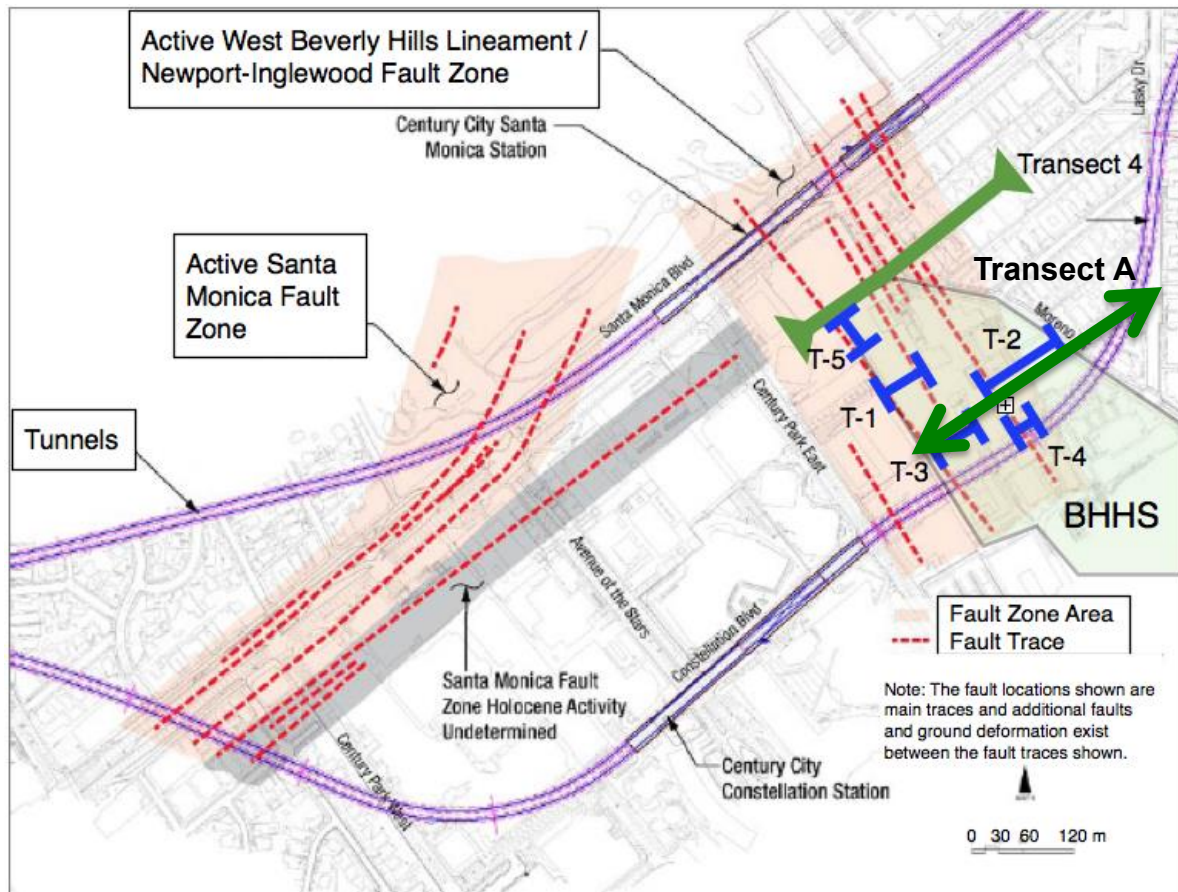 Active West Beverly Hills Lineament /
Newport-Inglewood Fault Zone
Century City Santa
Monica Station
Lasky Dr
Transect 4
Active Santa
Monica Fault
Zone
Santa Monica Blvd
Transect A
Moreno
T-2
T-5
Tunnels
Century Park East
T-1
T-3
T-4
BHHS
Avenue of the Stars
Constellation Blvd
Fault Zone Area
Fault Trace
Santa Monica Fault
Zone Holocene Activity
Undetermined
Note: The fault locations shown are
main traces and additional faults
and ground deformation exist
between the fault traces shown.
Century Park West
Century City
Constellation Station
0 30 60 120 m